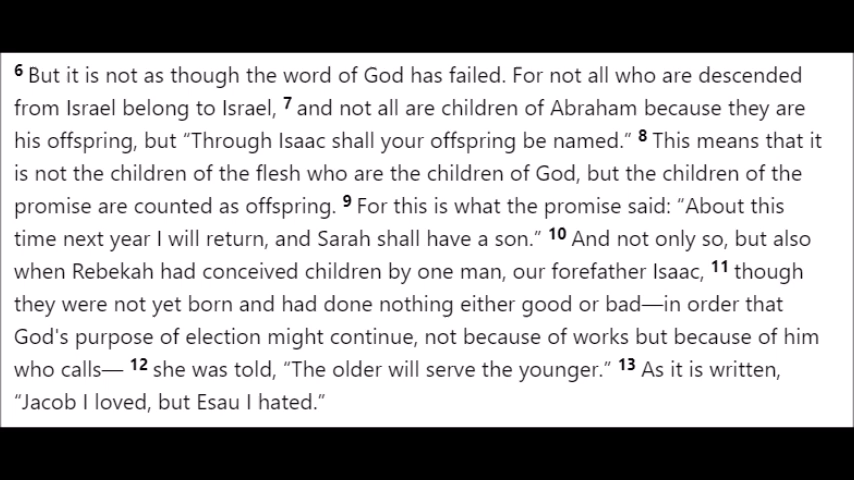 6 But it is not as though the word of God has failed. For not all who are descended
from Israel belong to Israel, 7 and not all are children of Abraham because they are
his offspring, but “Through Isaac shall your offspring be named.” 8 This means that it
is not the children of the flesh who are the children of God, but the children of the
promise are counted as offspring. 9 For this is what the promise said: “About this
time next year I will return, and Sarah shall have a son.” 10 And not only so, but also
when Rebekah had conceived children by one man, our forefather Isaac, 11 though
they were not yet born and had done nothing either good or bad—in order that
God's purpose of election might continue, not because of works but because of him
who calls— 12 she was told, “The older will serve the younger.” 13 As it is written,
“Jacob I loved, but Esau I hated.”